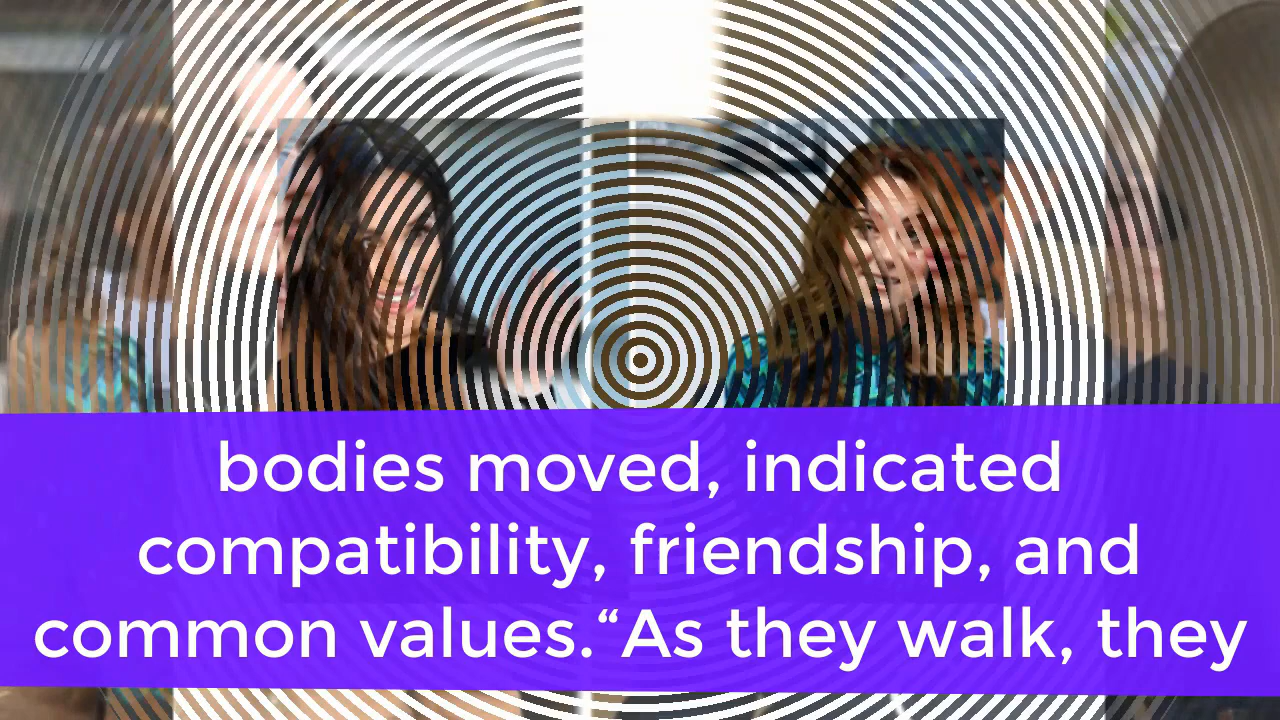 bodies moved, indicated
compatibility, friendship, and
common values.“As they walk, they